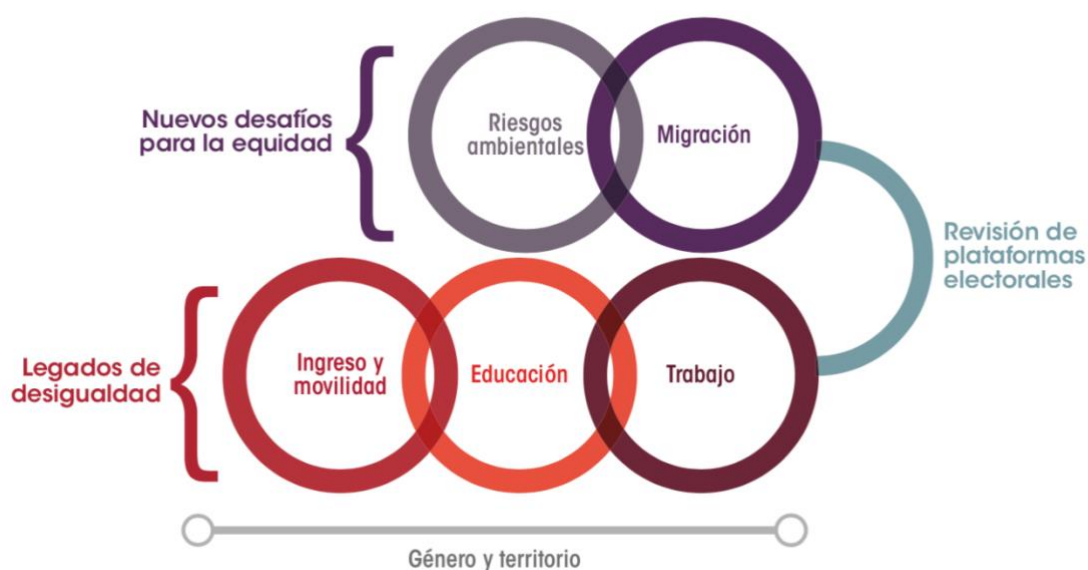 Nuevos desafíos
para la equidad
Riesgos
ambientales
Migración
Revisión de
plataformas
electorales
Legados de
desigualdad
Ingreso y
movilidad
Educación
Trabajo
Género y territorio